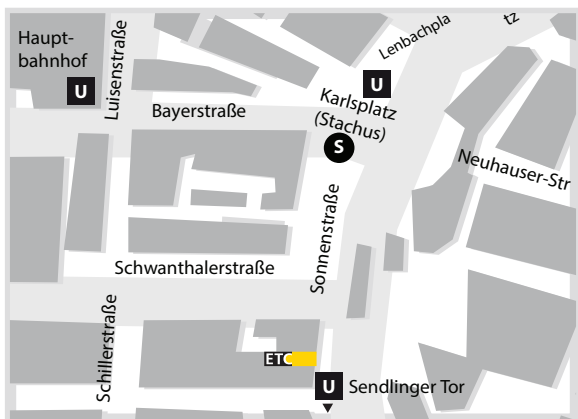 Haupt-
bahnhof
U
Luisenstraße
Bayerstraße
Lenbachpla
tz
U
Karlsplatz
(Stachus)
S
Neuhauser-Str
Sonnenstraße
Schwanthalerstraße
Schillerstraße
ETC
U Sendlinger Tor